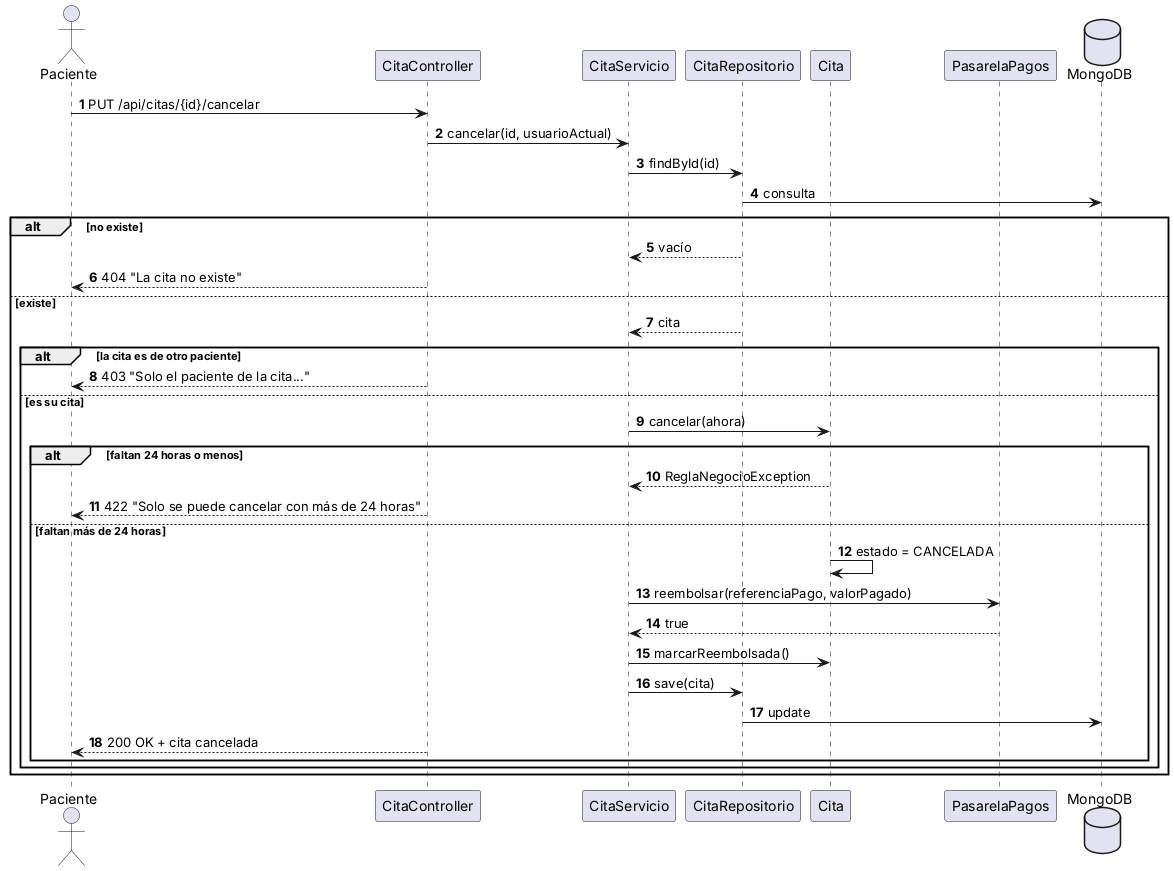 Paciente
CitaController
CitaServicio
CitaRepositorio
Cita
PasarelaPagos
MongoDB
1 PUT /api/citas/{id}/cancelar
2 cancelar(id, usuarioActual)
3 findById(id)
4 consulta
alt [no existe]
5 vacío
6 404 "La cita no existe"
[existe]
7 cita
alt [la cita es de otro paciente]
8 403 "Solo el paciente de la cita..."
[es su cita]
9 cancelar(ahora)
alt [faltan 24 horas o menos]
10 ReglaNegocioException
11 422 "Solo se puede cancelar con más de 24 horas"
[faltan más de 24 horas]
12 estado = CANCELADA
13 reembolsar(referenciaPago, valorPagado)
14 true
15 marcarReembolsada()
16 save(cita)
17 update
18 200 OK + cita cancelada
Paciente
CitaController
CitaServicio
CitaRepositorio
Cita
PasarelaPagos
MongoDB